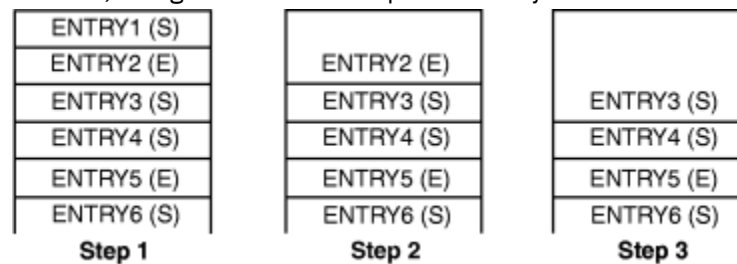 ENTRY1 (S)
ENTRY2 (E)
ENTRY3 (S)
ENTRY4 (S)
ENTRY5 (E)
ENTRY6 (S)
Step 1
ENTRY2 (E)
ENTRY3 (S)
ENTRY4 (S)
ENTRY5 (E)
ENTRY6 (S)
Step 2
ENTRY3 (S)
ENTRY4 (S)
ENTRY5 (E)
ENTRY6 (S)
Step 3